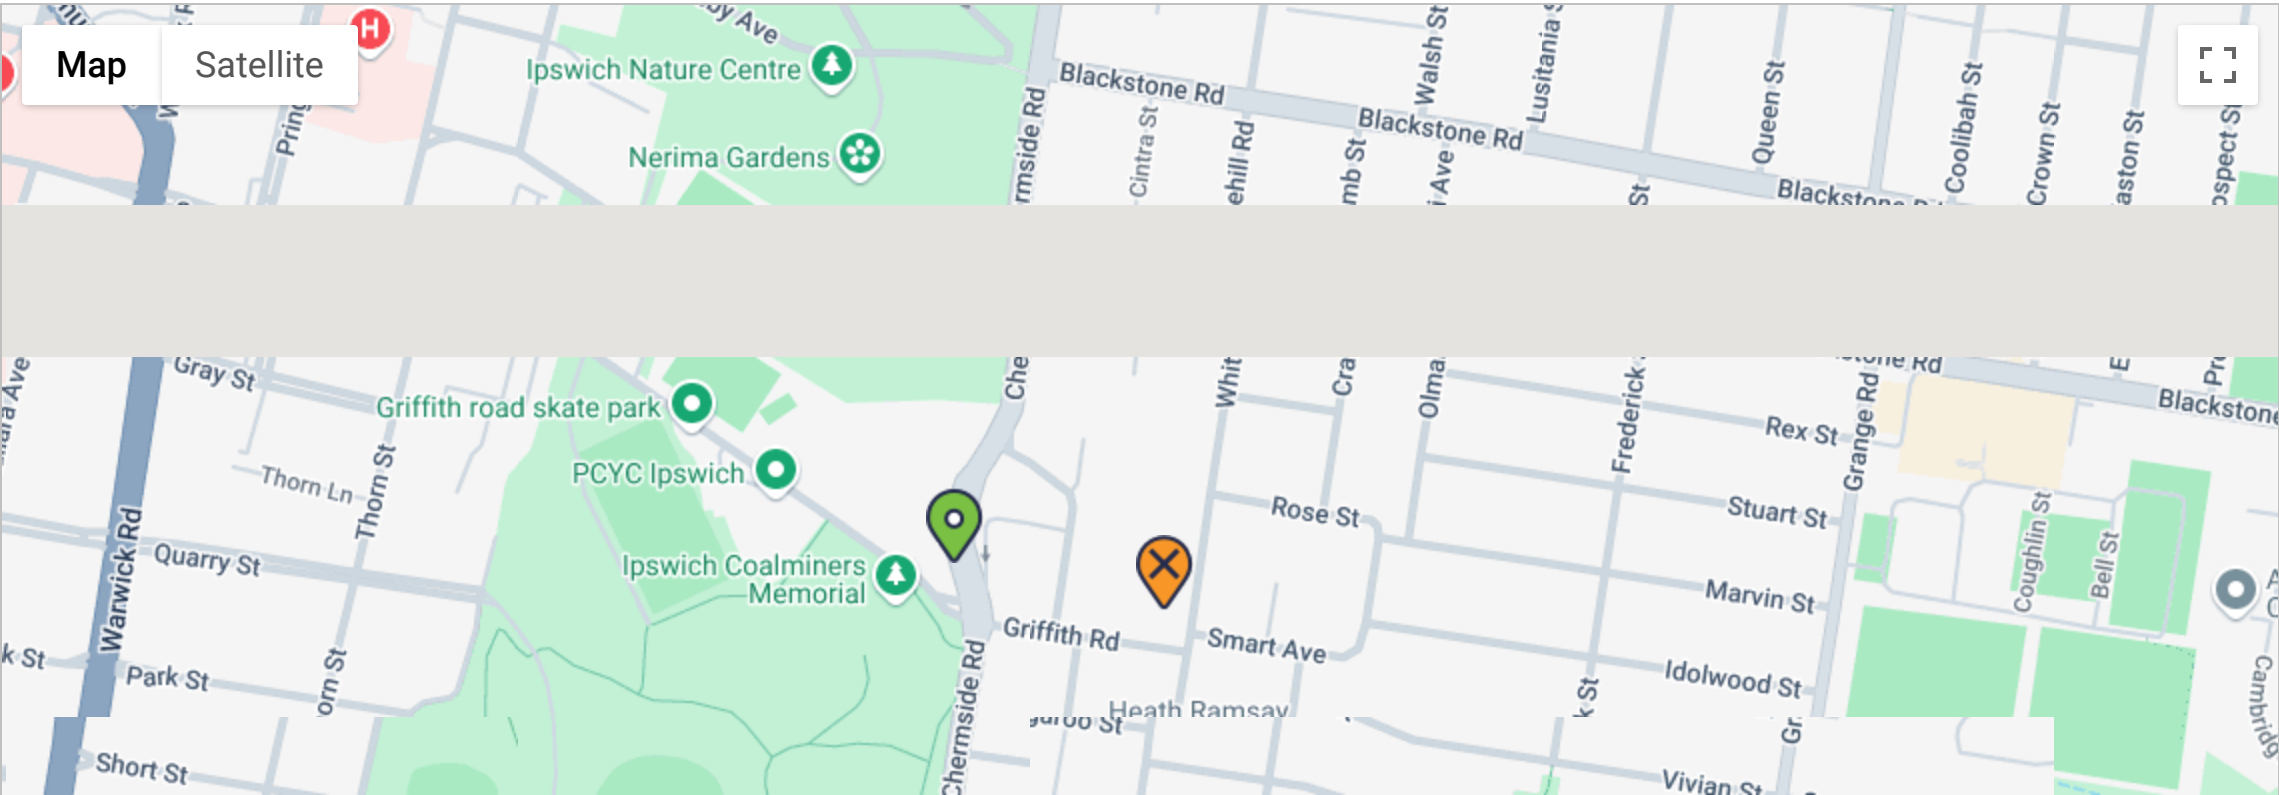 Map
Satellite
H
by Ave
Ipswich Nature Centre
Nerima Gardens
Blackstone Rd
Blackstone Rd
Cintra St
Walsh St
Queen St
Coolibah St
Crown St
Gray St
Griffith road skate park
PCYC Ipswich
Thorn Ln
Thorn St
Warwick Rd
Quarry St
Ipswich Coalminers
Memorial
Park St
Short St
Chermside Rd
Griffith Rd
Smart Ave
Heath Ramsay
Rose St
Rex St
Stuart St
Marvin St
Idolwood St
Vivian St
Frederick
Grange Rd
Blackstone
Coughlin St
Bell St